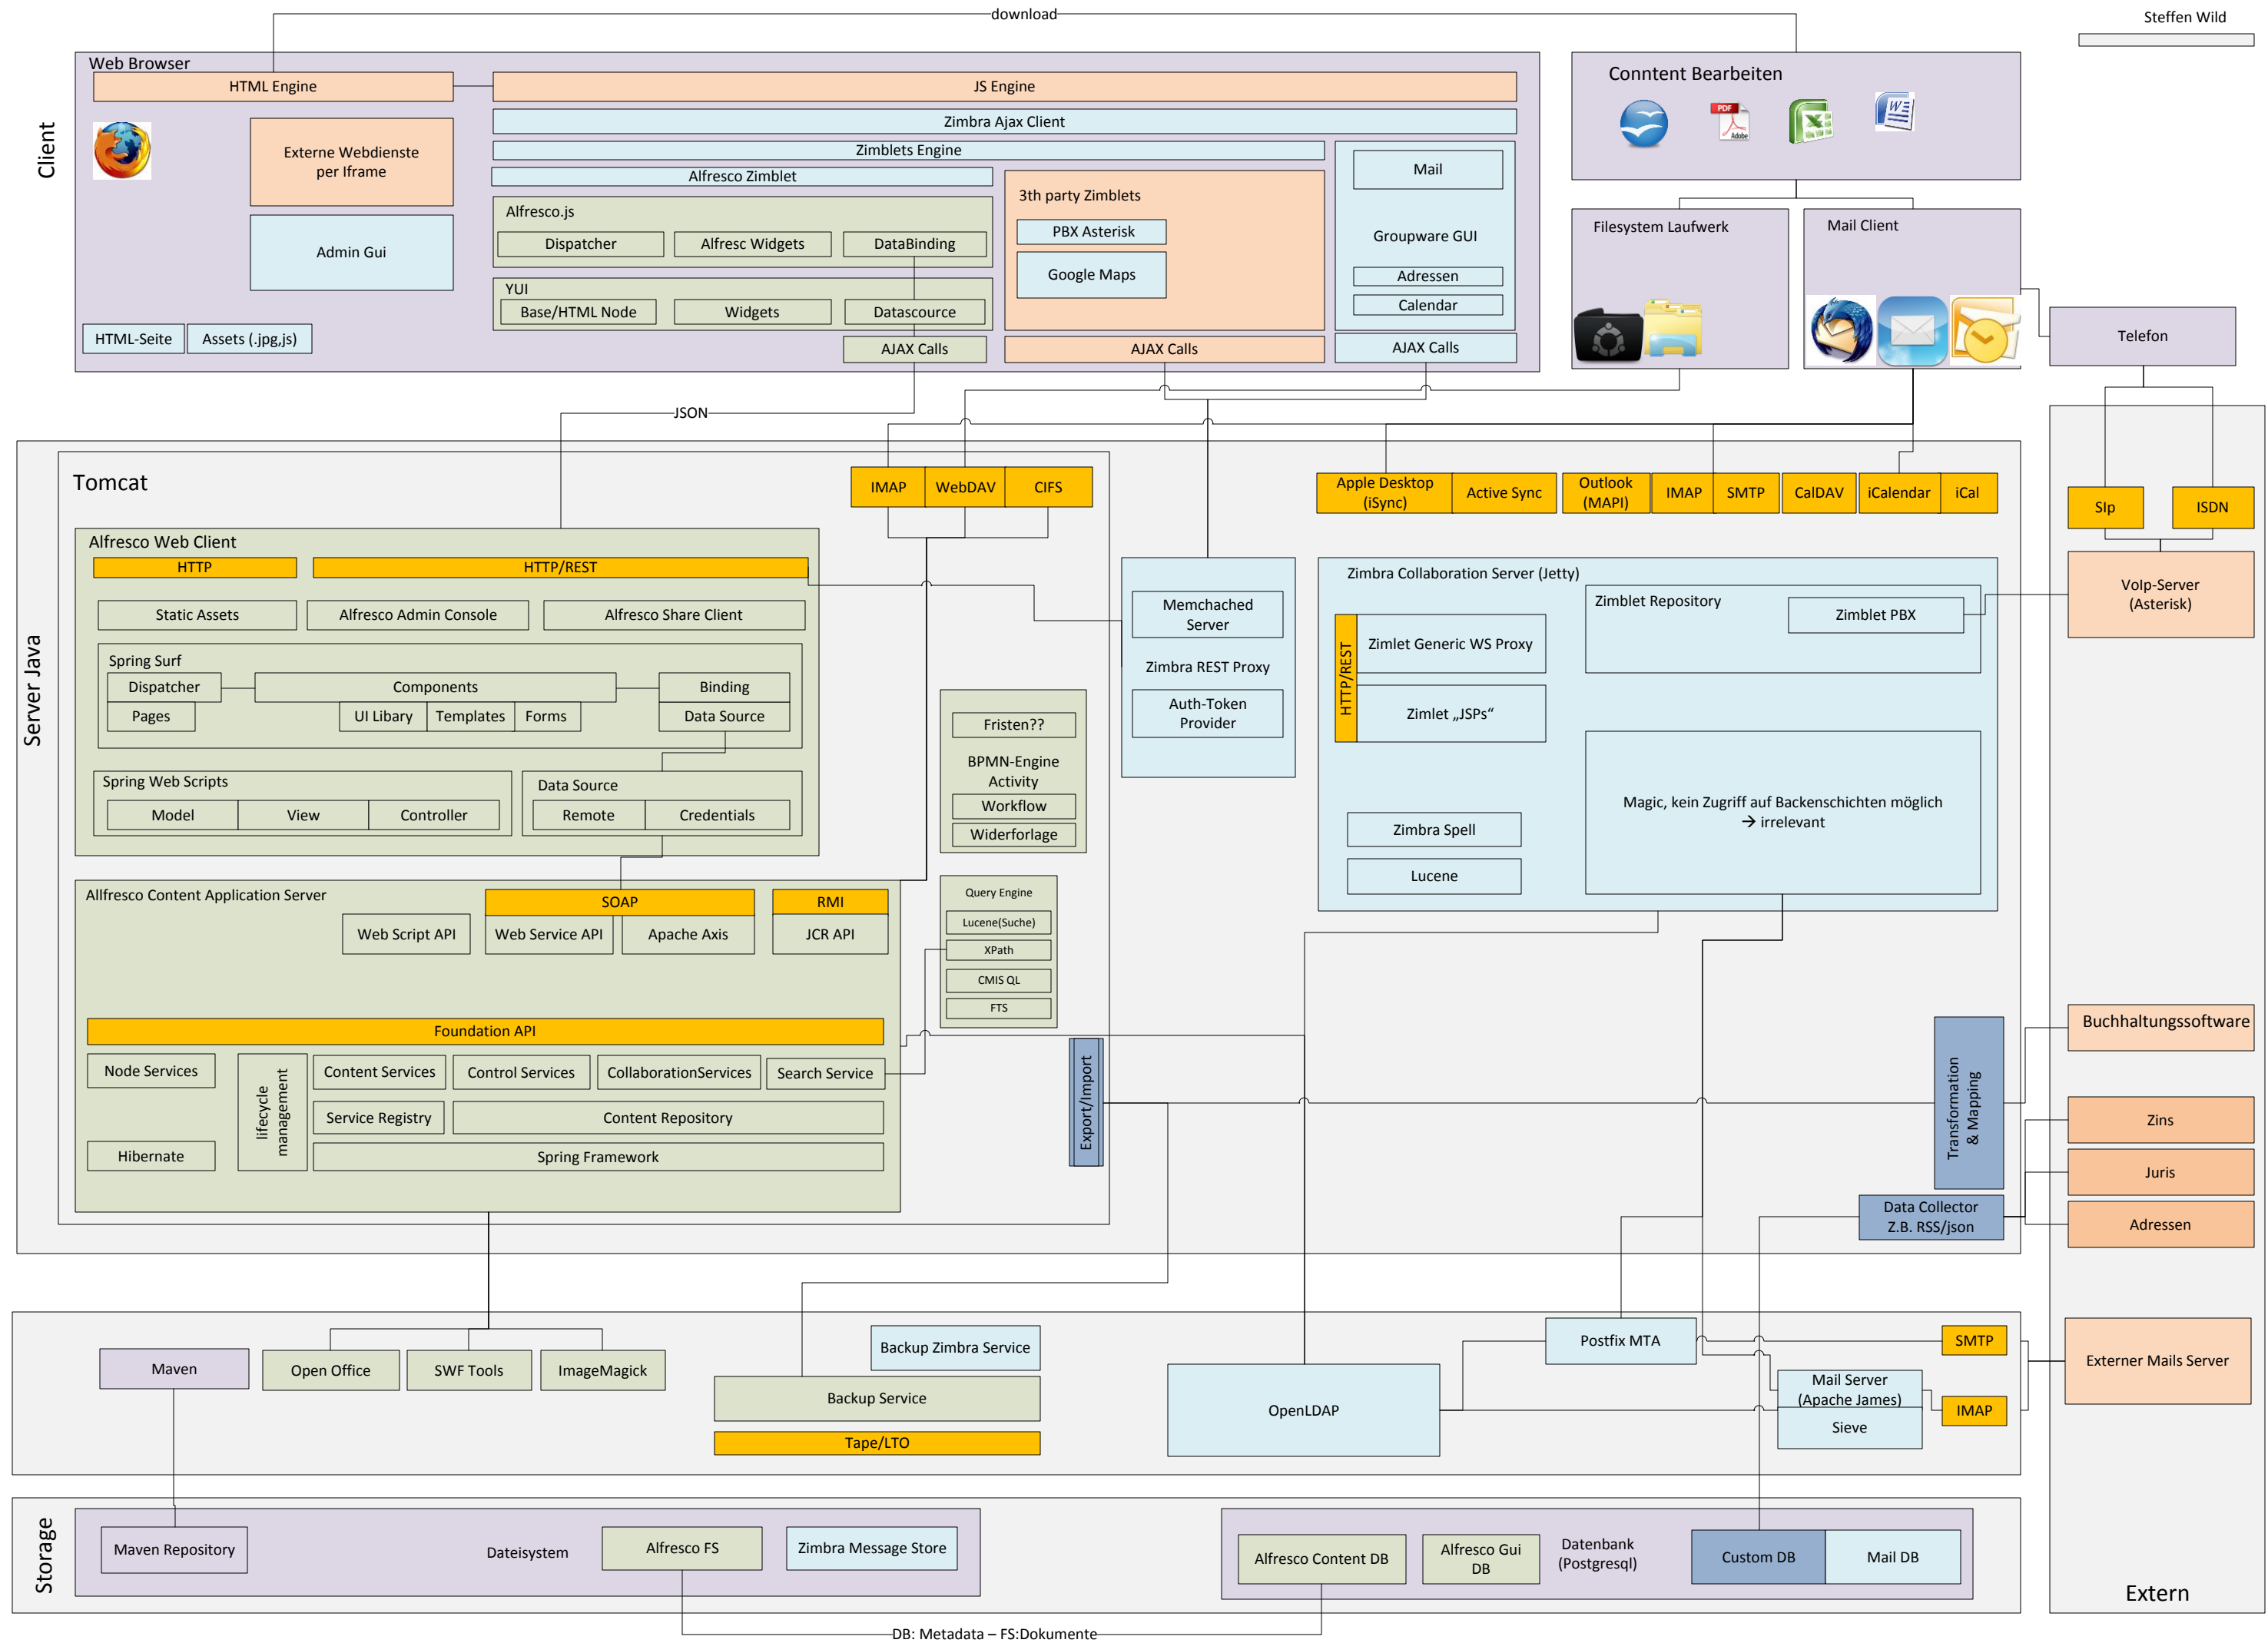 download
Steffen Wild
Client
Web Browser
HTML Engine
JS Engine
Zimbra Ajax Client
Zimblets Engine
Alfresco Zimblet
Externe Webdienste
per Iframe
Admin Gui
HTML-Seite
Assets (.jpg,js)
Alfresco.js
Dispatcher
Alfresc Widgets
DataBinding
YUI
Base/HTML Node
Widgets
Datascource
AJAX Calls
3th party Zimblets
PBX Asterisk
Google Maps
AJAX Calls
Mail
Groupware GUI
Adressen
Calendar
AJAX Calls
Conntent Bearbeiten
PDF
Adobe
Filesystem Laufwerk
Mail Client
Telefon
JSON
Server Java
Tomcat
IMAP
WebDAV
CIFS
Apple Desktop
(iSync)
Active Sync
Outlook
(MAPI)
IMAP
SMTP
CalDAV
iCalendar
iCal
SIp
ISDN
VoIp-Server
(Asterisk)
Alfresco Web Client
HTTP
HTTP/REST
Static Assets
Alfresco Admin Console
Alfresco Share Client
Spring Surf
Dispatcher
Components
Binding
Pages
UI Libary
Templates
Forms
Data Source
Spring Web Scripts
Model
View
Controller
Data Source
Remote
Credentials
Fristen??
BPMN-Engine
Activity
Workflow
Widerforlage
Memchached
Server
Zimbra REST Proxy
Auth-Token
Provider
Zimbra Collaboration Server (Jetty)
HTTP/REST
Zimlet Generic WS Proxy
Zimlet „JSPs“
Zimblet Repository
Zimblet PBX
Magic, kein Zugriff auf Backenschichten möglich
→ irrelevant
Zimbra Spell
Lucene
Allfresco Content Application Server
SOAP
RMI
Web Script API
Web Service API
Apache Axis
JCR API
Query Engine
Lucene(Suche)
XPath
CMIS QL
FTS
Foundation API
Node Services
lifecycle
management
Content Services
Control Services
CollaborationServices
Search Service
Service Registry
Content Repository
Hibernate
Spring Framework
Export/Import
Transformation
& Mapping
Data Collector
Z.B. RSS/json
Buchhaltungssoftware
Zins
Juris
Adressen
Maven
Open Office
SWF Tools
ImageMagick
Backup Zimbra Service
Backup Service
Tape/LTO
OpenLDAP
Postfix MTA
Mail Server
(Apache James)
Sieve
SMTP
IMAP
Externer Mails Server
Storage
Maven Repository
Dateisystem
Alfresco FS
Zimbra Message Store
Alfresco Content DB
Alfresco Gui
DB
Datenbank
(Postgresql)
Custom DB
Mail DB
Extern
DB: Metadata – FS:Dokumente